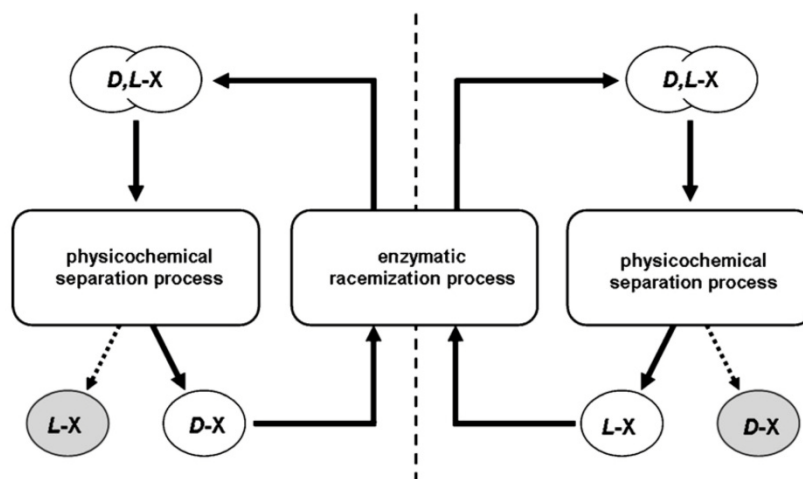 D,L-X
D,L-X
physicochemical
separation process
enzymatic
racemization process
physicochemical
separation process
L-X
D-X
L-X
D-X